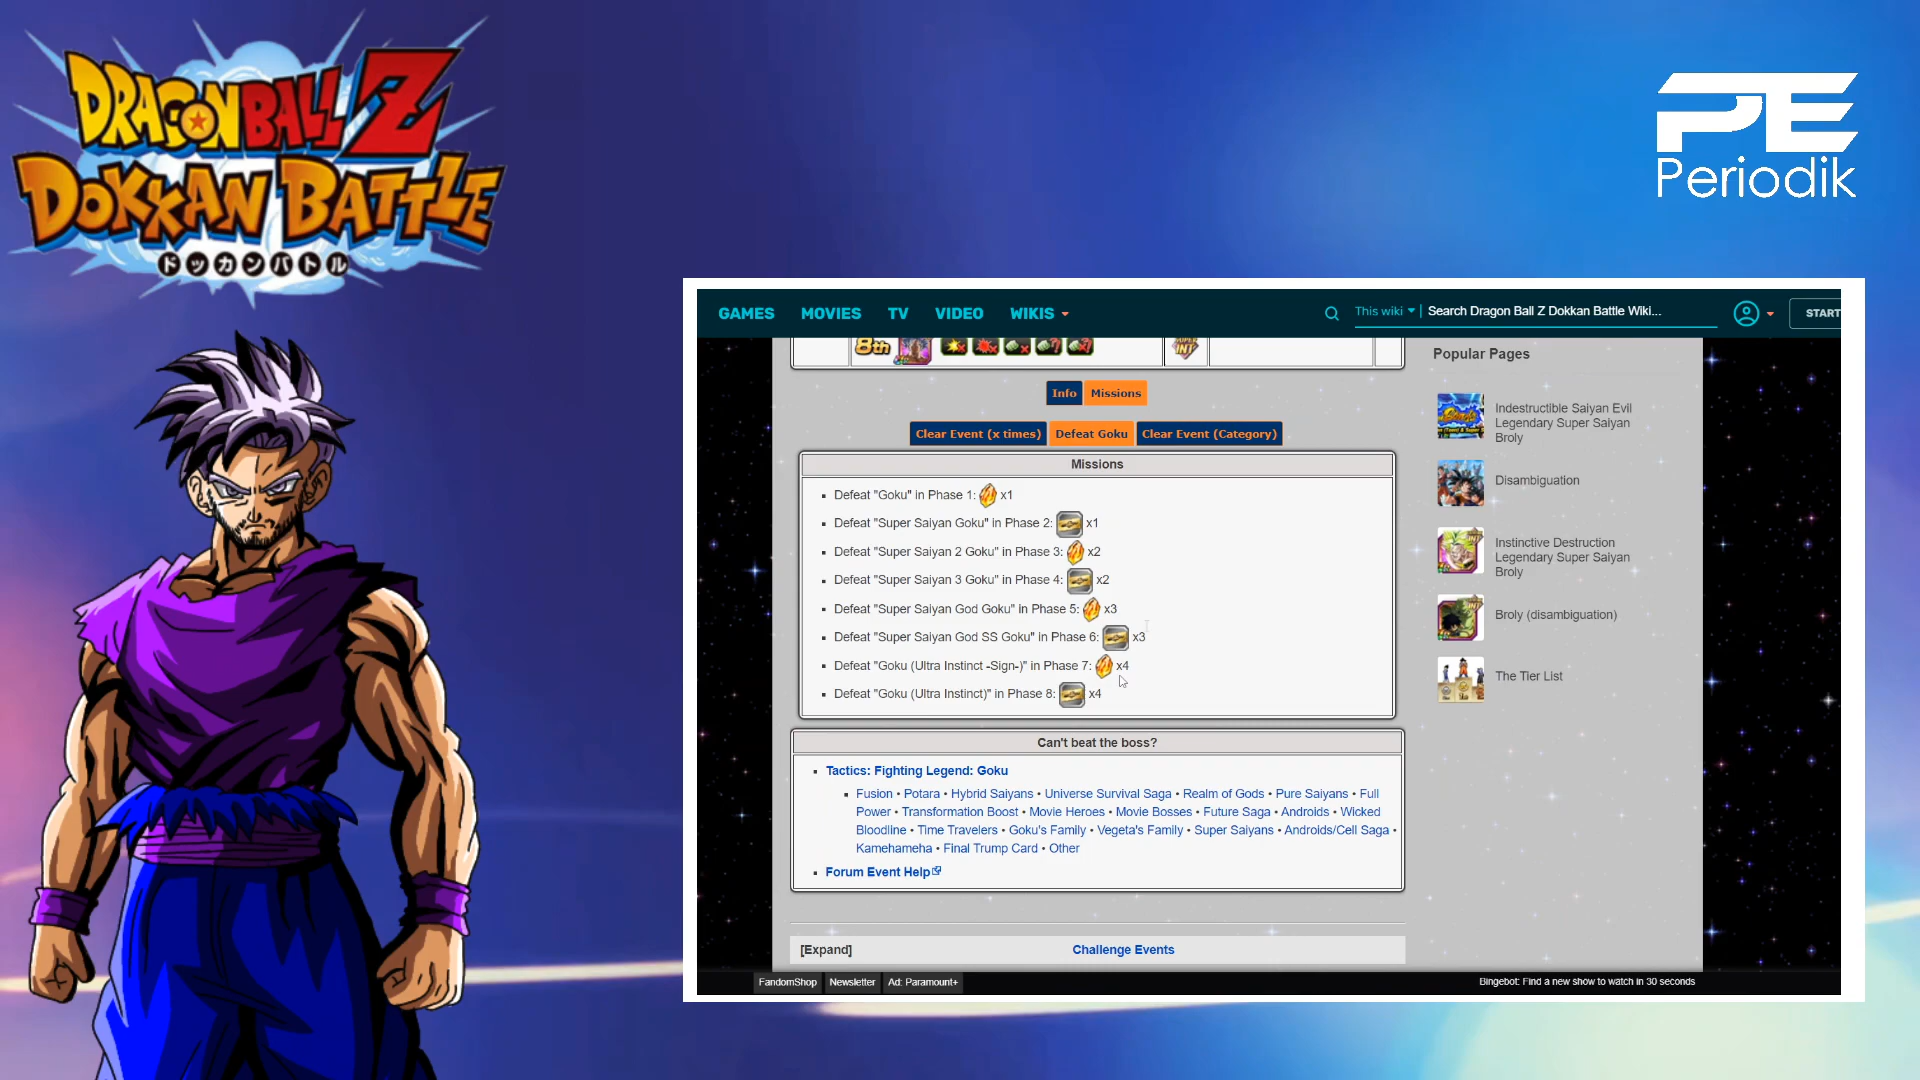 DRAGON BALL Z
DOKKAN BATTLE
ドッカンバトル
PE
Periodik
GAMES MOVIES TV VIDEO WIKIS This wiki Search Dragon Ball Z Dokkan Battle Wiki... START
8th SUPER INT
Info Missions
Clear Event (x times) Defeat Goku Clear Event (Category)
Missions
Defeat "Goku" in Phase 1: x1
Defeat "Super Saiyan Goku" in Phase 2: x1
Defeat "Super Saiyan 2 Goku" in Phase 3: x2
Defeat "Super Saiyan 3 Goku" in Phase 4: x2
Defeat "Super Saiyan God Goku" in Phase 5: x3
Defeat "Super Saiyan God SS Goku" in Phase 6: x3
Defeat "Goku (Ultra Instinct -Sign-)" in Phase 7: x4
Defeat "Goku (Ultra Instinct)" in Phase 8: x4
Can't beat the boss?
Tactics: Fighting Legend: Goku
Fusion • Potara • Hybrid Saiyans • Universe Survival Saga • Realm of Gods • Pure Saiyans • Full
Power • Transformation Boost • Movie Heroes • Movie Bosses • Future Saga • Androids • Wicked
Bloodline • Time Travelers • Goku's Family • Vegeta's Family • Super Saiyans • Androids/Cell Saga •
Kamehameha • Final Trump Card • Other
Forum Event Help
[Expand] Challenge Events
Popular Pages
Indestructible Saiyan Evil
Legendary Super Saiyan
Broly
Disambiguation
Instinctive Destruction
Legendary Super Saiyan
Broly
Broly (disambiguation)
The Tier List
FandomShop Newsletter Ad: Paramount+ Bingebot: Find a new show to watch in 30 seconds